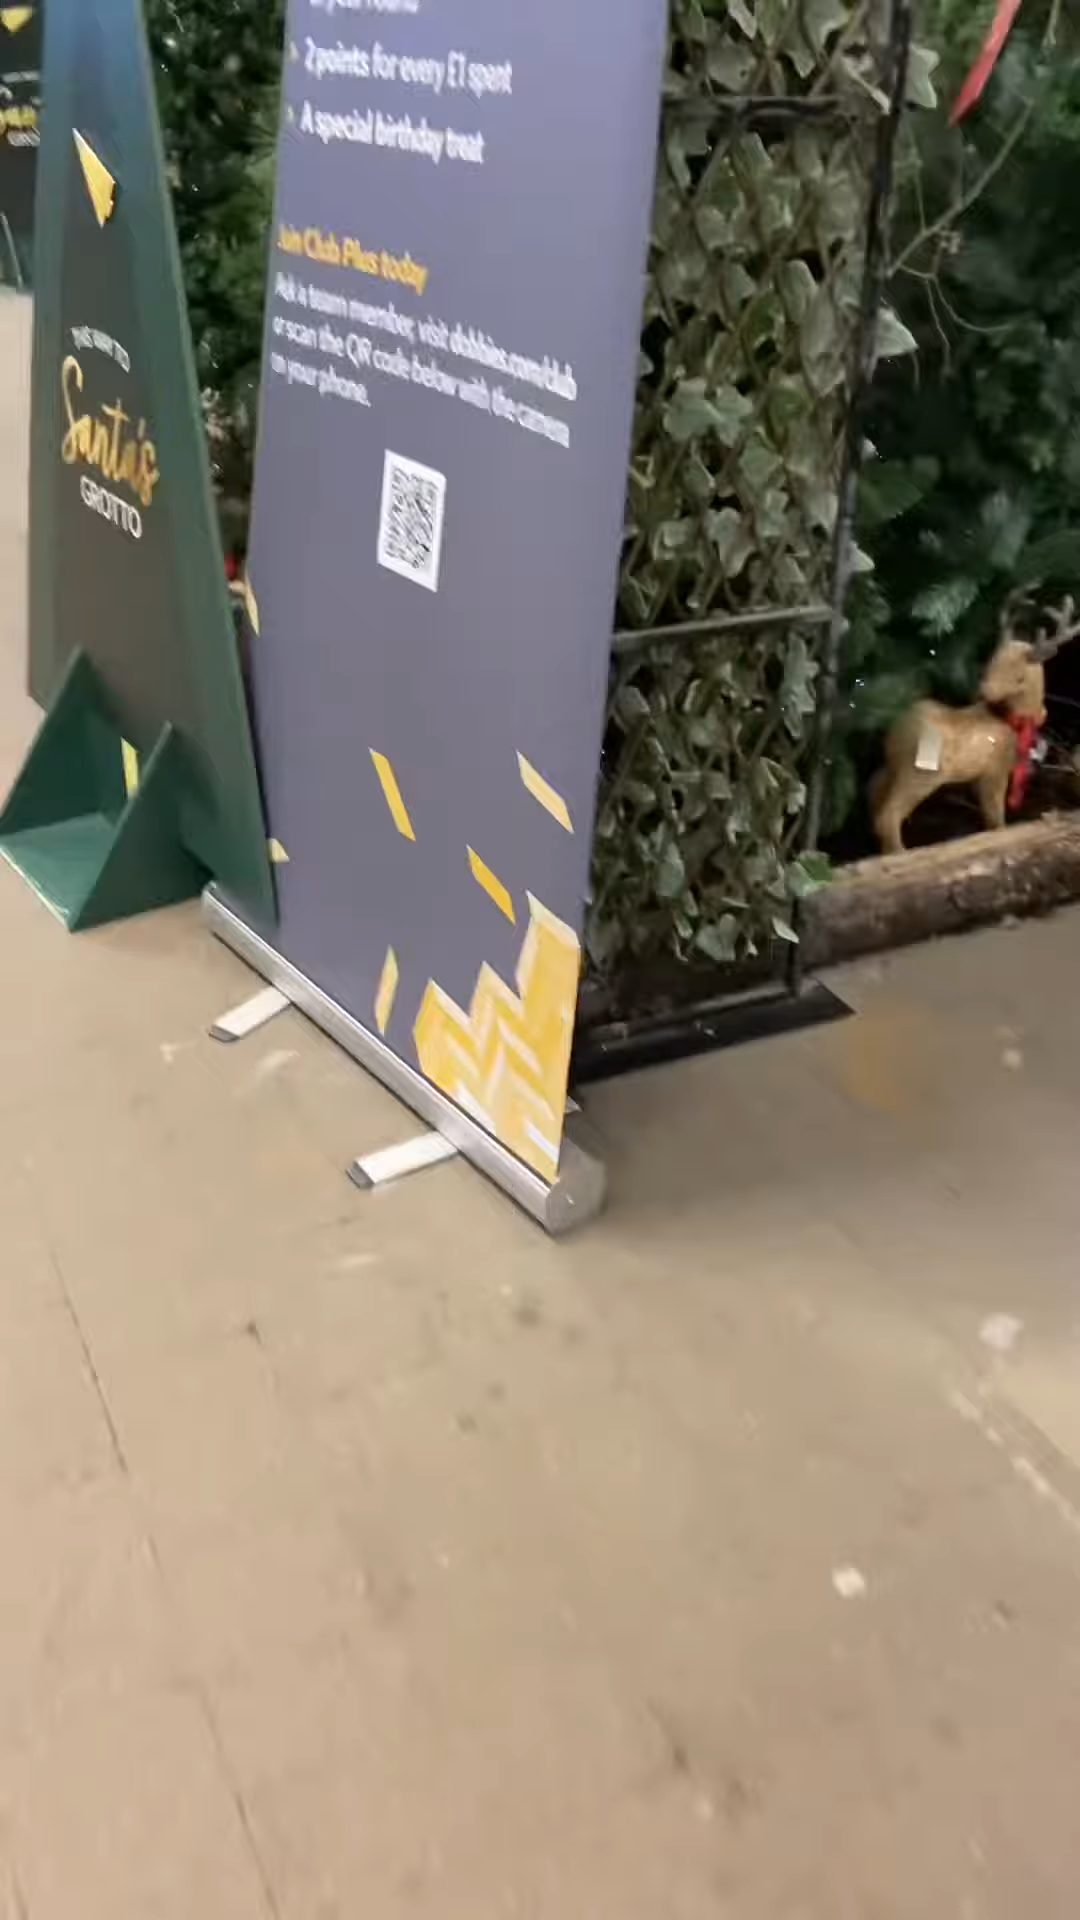 THIS WAY TO
Santa's
GROTTO
2 points for every £1 spent
A special birthday treat
Join Club Plus today
Ask a team member, visit dobbies.com/club
or scan the QR code below with the camera
on your phone.